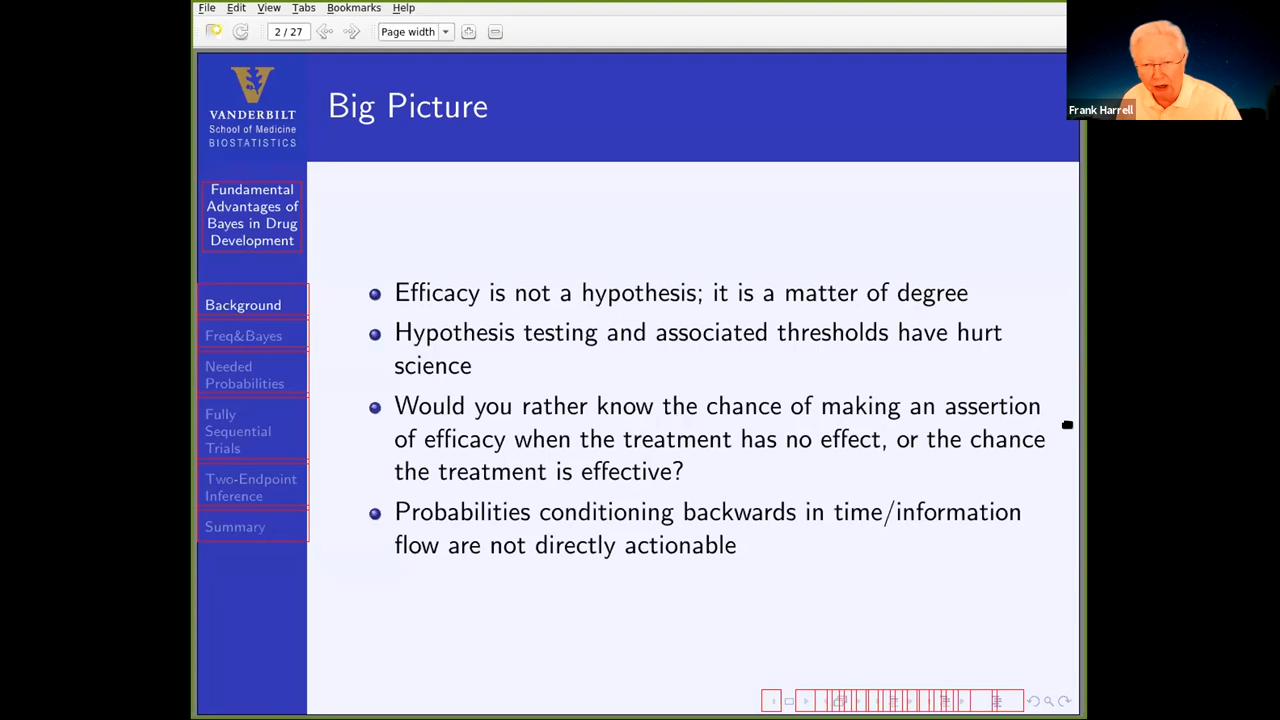 File Edit View Tabs Bookmarks Help
2 / 27 Page width
Frank Harrell
VANDERBILT
School of Medicine
BIOSTATISTICS
Big Picture
Fundamental
Advantages of
Bayes in Drug
Development
Background
Freq&Bayes
Needed
Probabilities
Fully
Sequential
Trials
Two-Endpoint
Inference
Summary
Efficacy is not a hypothesis; it is a matter of degree
Hypothesis testing and associated thresholds have hurt
science
Would you rather know the chance of making an assertion
of efficacy when the treatment has no effect, or the chance
the treatment is effective?
Probabilities conditioning backwards in time/information
flow are not directly actionable